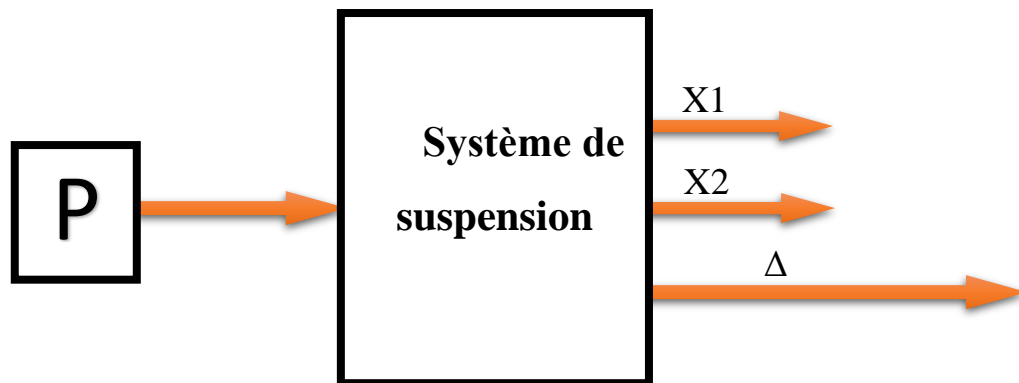 P
Système de
suspension
X1
X2
Δ